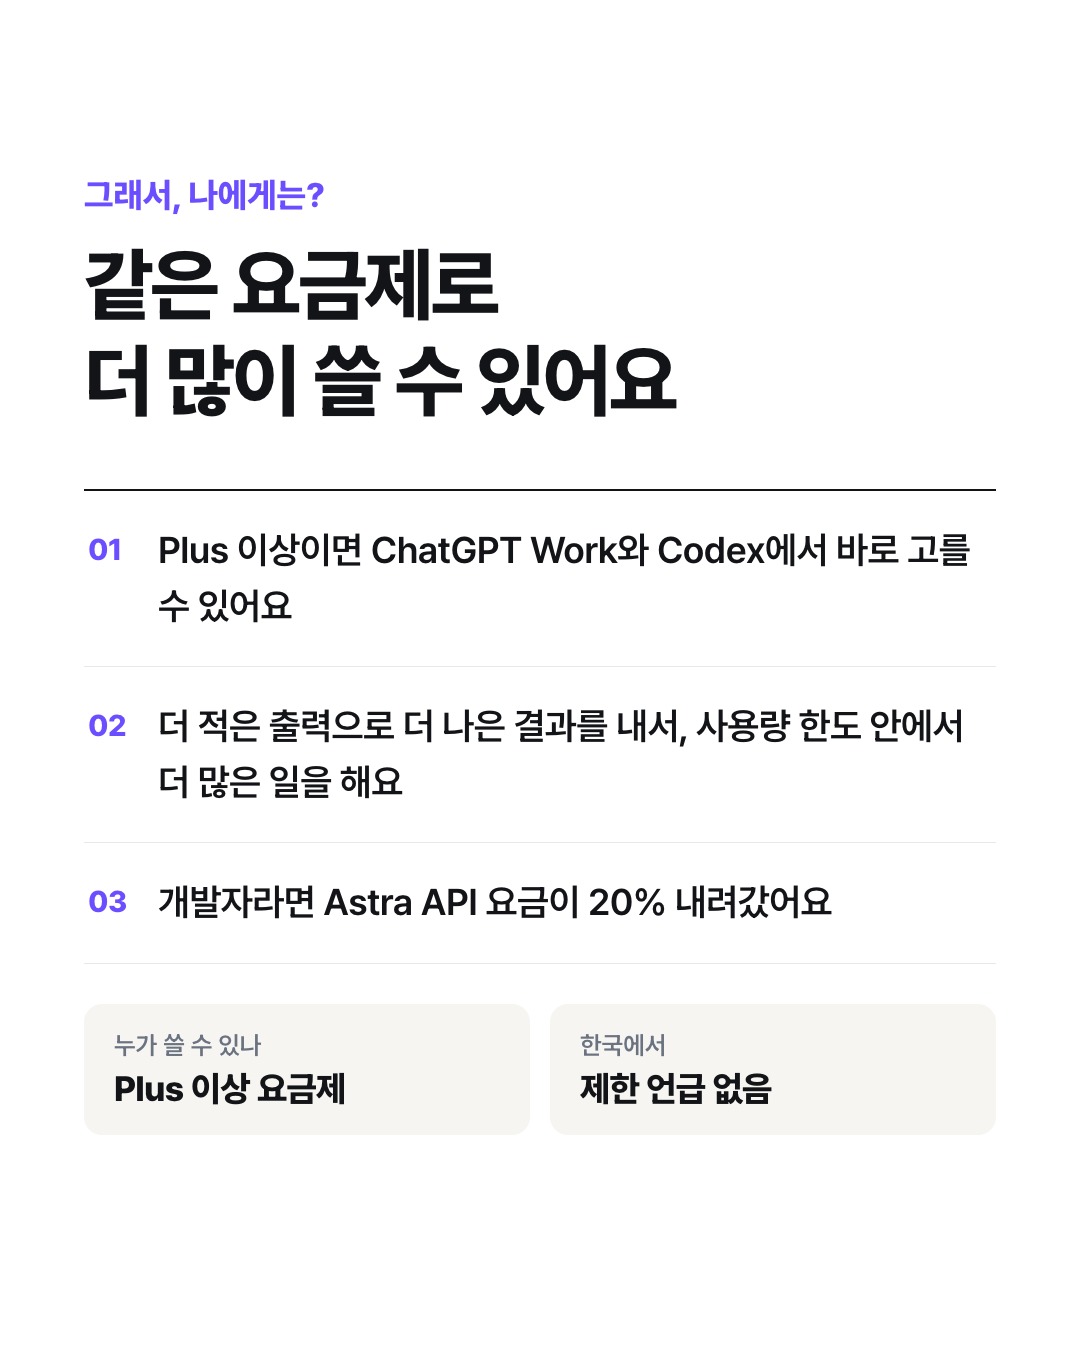 그래서, 나에게는?
같은 요금제로
더 많이 쓸 수 있어요
01 Plus 이상이면 ChatGPT Work와 Codex에서 바로 고를
수 있어요
02 더 적은 출력으로 더 나은 결과를 내서, 사용량 한도 안에서
더 많은 일을 해요
03 개발자라면 Astra API 요금이 20% 내려갔어요
누가 쓸 수 있나
Plus 이상 요금제
한국에서
제한 언급 없음